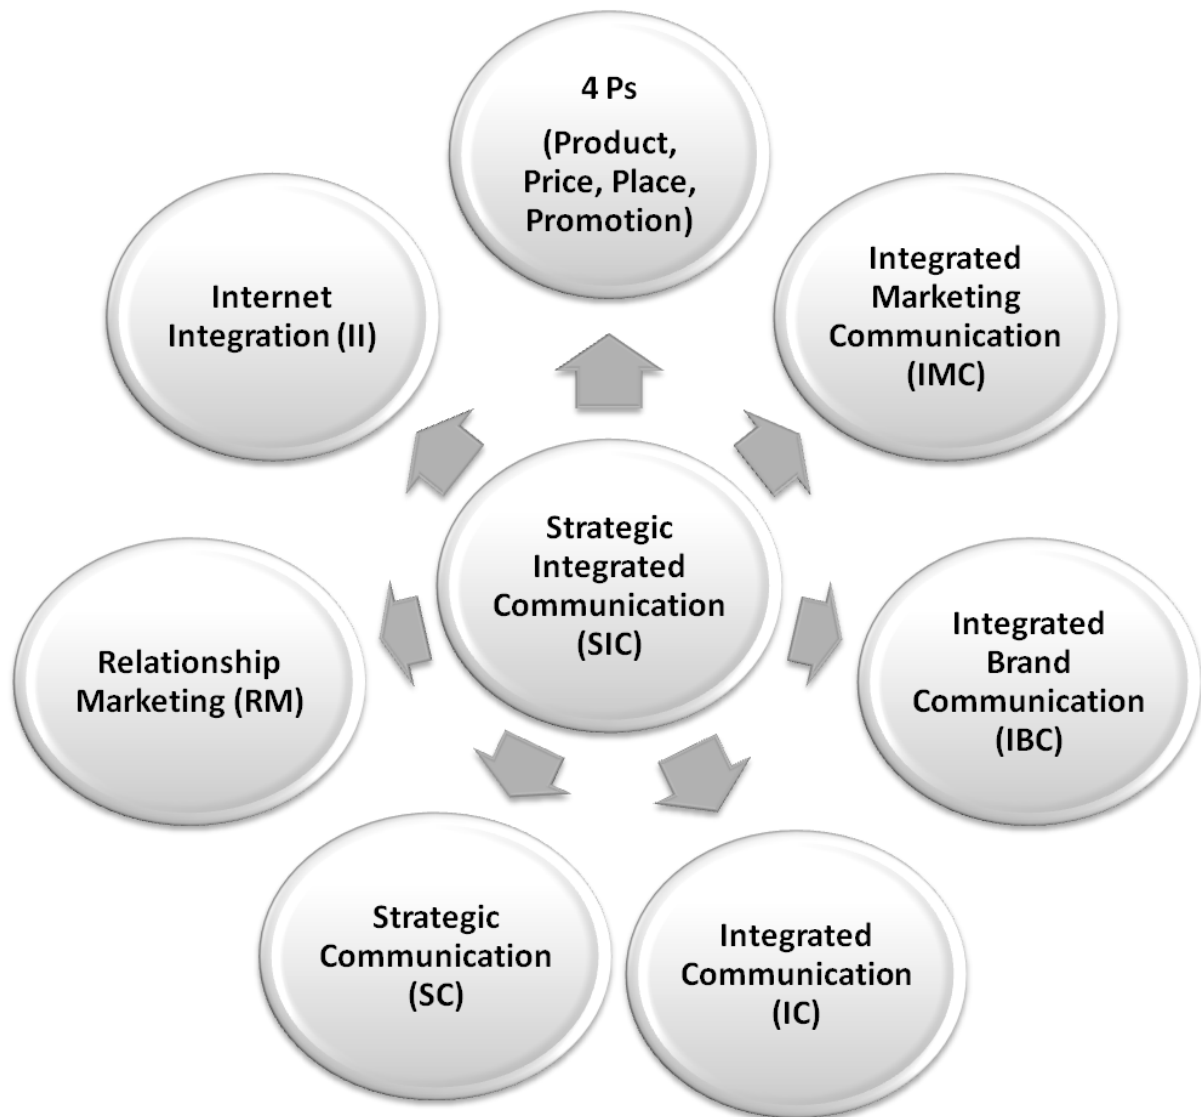 4 Ps
(Product,
Price, Place,
Promotion)
Integrated
Marketing
Communication
(IMC)
Internet
Integration (II)
Strategic
Integrated
Communication
(SIC)
Integrated
Brand
Communication
(IBC)
Relationship
Marketing (RM)
Strategic
Communication
(SC)
Integrated
Communication
(IC)